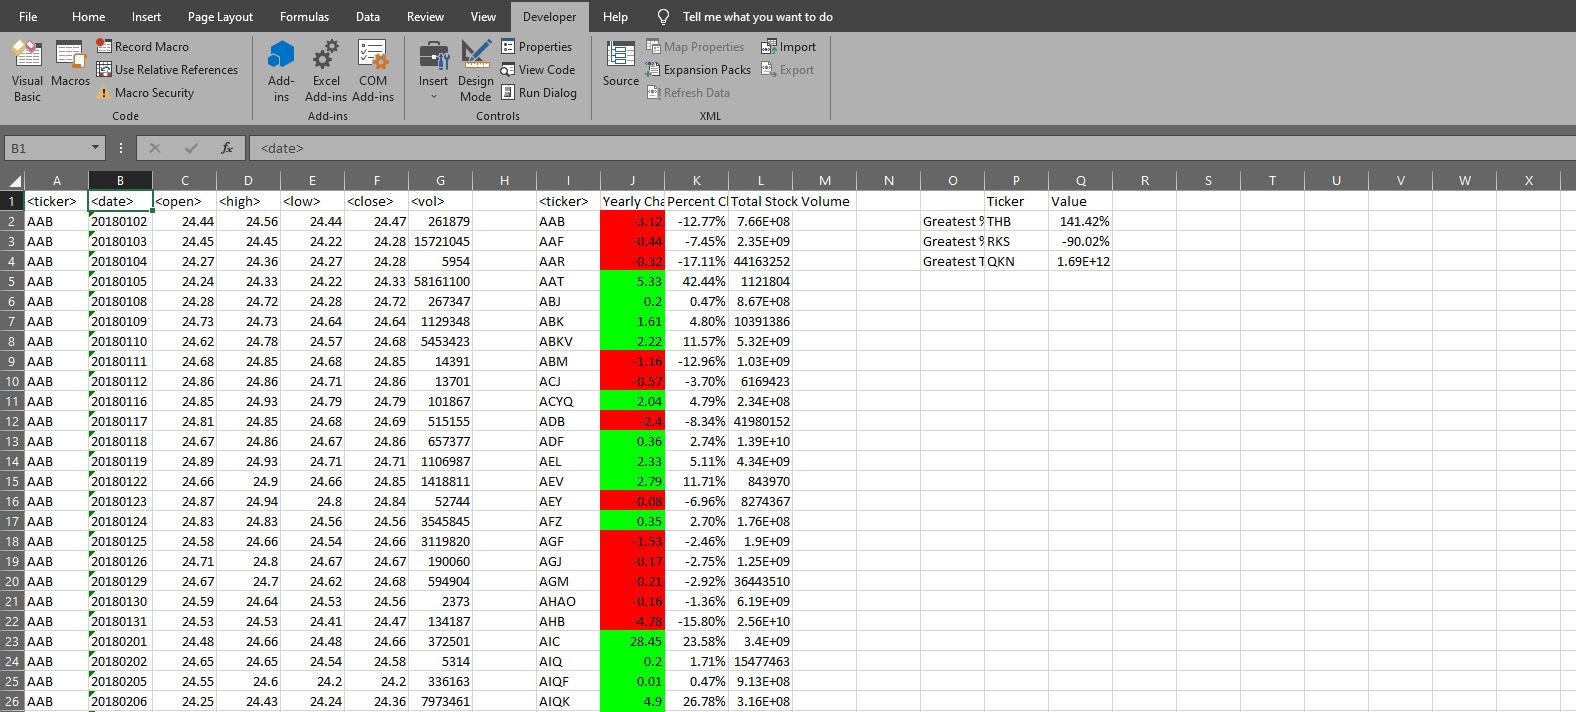 File Home Insert Page Layout Formulas Data Review View Developer Help Tell me what you want to do
Visual Basic Macros Record Macro Use Relative References Macro Security Code
Add-ins Excel Add-ins COM Add-ins Add-ins
Insert Design Mode Properties View Code Run Dialog Controls
Source Map Properties Expansion Packs Refresh Data Import Export XML
B1 fx <date>
A B C D E F G H I J K L M N O P Q R S T U V W X
1 <ticker> <date> <open> <high> <low> <close> <vol> <ticker> Yearly Cha Percent Cl Total Stock Volume Ticker Value
2 AAB 20180102 24.44 24.56 24.44 24.47 261879 AAB -3.12 -12.77% 7.66E+08 Greatest % THB 141.42%
3 AAB 20180103 24.45 24.45 24.22 24.28 15721045 AAF -0.44 -7.45% 2.35E+09 Greatest % RKS -90.02%
4 AAB 20180104 24.27 24.36 24.27 24.28 5954 AAR -0.32 -17.11% 44163252 Greatest T QKN 1.69E+12
5 AAB 20180105 24.24 24.33 24.22 24.33 58161100 AAT 5.33 42.44% 1121804
6 AAB 20180108 24.28 24.72 24.28 24.72 267347 ABJ 0.2 0.47% 8.67E+08
7 AAB 20180109 24.73 24.73 24.64 24.64 1129348 ABK 1.61 4.80% 10391386
8 AAB 20180110 24.62 24.78 24.57 24.68 5453423 ABKV 2.22 11.57% 5.32E+09
9 AAB 20180111 24.68 24.85 24.68 24.85 14391 ABM -1.16 -12.96% 1.03E+09
10 AAB 20180112 24.86 24.86 24.71 24.86 13701 ACJ -0.57 -3.70% 6169423
11 AAB 20180116 24.85 24.93 24.79 24.79 101867 ACYQ 2.04 4.79% 2.34E+08
12 AAB 20180117 24.81 24.85 24.68 24.69 515155 ADB -2.4 -8.34% 41980152
13 AAB 20180118 24.67 24.86 24.67 24.86 657377 ADF 0.36 2.74% 1.39E+10
14 AAB 20180119 24.89 24.93 24.71 24.71 1106987 AEL 2.33 5.11% 4.34E+09
15 AAB 20180122 24.66 24.9 24.66 24.85 1418811 AEV 2.79 11.71% 843970
16 AAB 20180123 24.87 24.94 24.8 24.84 52744 AEY -0.08 -6.96% 8274367
17 AAB 20180124 24.83 24.83 24.56 24.56 3545845 AFZ 0.35 2.70% 1.76E+08
18 AAB 20180125 24.58 24.66 24.54 24.66 3119820 AGF -1.53 -2.46% 1.9E+09
19 AAB 20180126 24.71 24.8 24.67 24.67 190060 AGJ -0.17 -2.75% 1.25E+09
20 AAB 20180129 24.67 24.7 24.62 24.68 594904 AGM -0.21 -2.92% 36443510
21 AAB 20180130 24.59 24.64 24.53 24.56 2373 AHAO -0.16 -1.36% 6.19E+09
22 AAB 20180131 24.53 24.53 24.41 24.47 134187 AHB -4.78 -15.80% 2.56E+10
23 AAB 20180201 24.48 24.66 24.48 24.66 372501 AIC 28.45 23.58% 3.4E+09
24 AAB 20180202 24.65 24.65 24.54 24.58 5314 AIQ 0.2 1.71% 15477463
25 AAB 20180205 24.55 24.6 24.2 24.2 336163 AIQF 0.01 0.47% 9.13E+08
26 AAB 20180206 24.25 24.43 24.24 24.36 7973461 AIQK 4.9 26.78% 3.16E+08